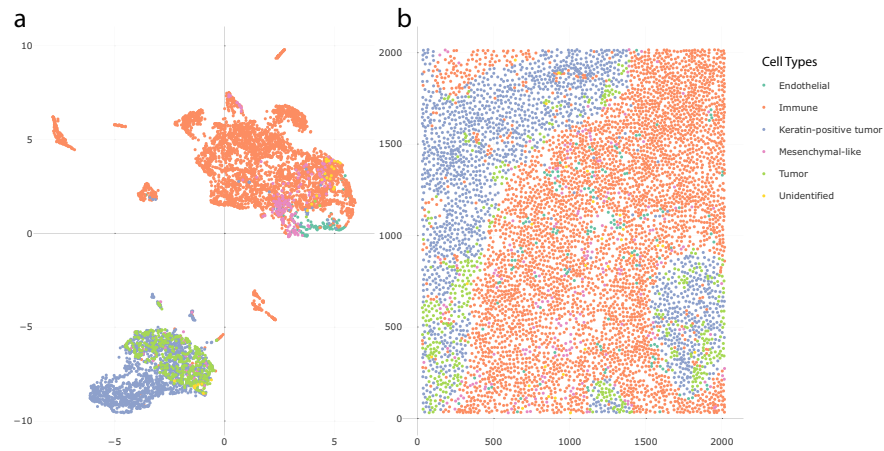 a
b
10
5
0
−5
−10
−5
0
5
2000
1500
1000
500
0
0
500
1000
1500
2000
Cell Types
Endothelial
Immune
Keratin-positive tumor
Mesenchymal-like
Tumor
Unidentified